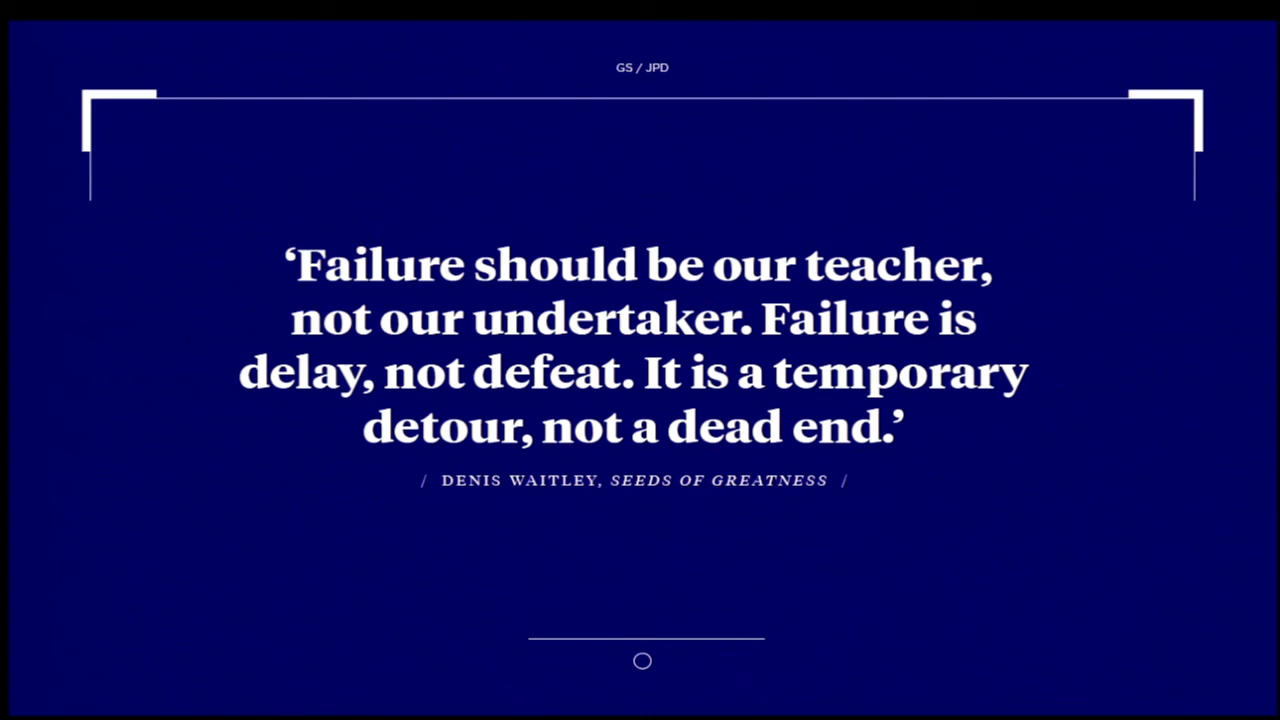 GS / JPD
‘Failure should be our teacher,
not our undertaker. Failure is
delay, not defeat. It is a temporary
detour, not a dead end.’
/ DENIS WAITLEY, SEEDS OF GREATNESS /